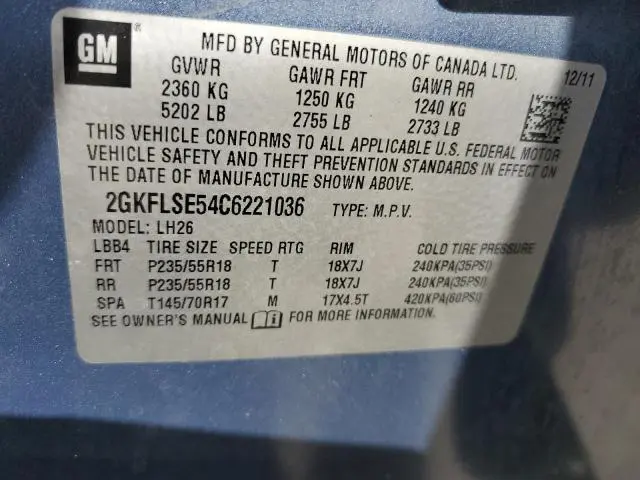 GM ®
MFD BY GENERAL MOTORS OF CANADA LTD.
12/11
GVWR GAWR FRT GAWR RR
2360 KG 1250 KG 1240 KG
5202 LB 2755 LB 2733 LB
THIS VEHICLE CONFORMS TO ALL APPLICABLE U.S. FEDERAL MOTOR
VEHICLE SAFETY AND THEFT PREVENTION STANDARDS IN EFFECT ON
THE DATE OF MANUFACTURE SHOWN ABOVE.
2GKFLSE54C6221036 TYPE: M.P.V.
MODEL: LH26
LBB4 TIRE SIZE SPEED RTG RIM COLD TIRE PRESSURE
FRT P235/55R18 T 18X7J 240KPA(35PSI)
RR P235/55R18 T 18X7J 240KPA(35PSI)
SPA T145/70R17 M 17X4.5T 420KPA(60PSI)
SEE OWNER'S MANUAL FOR MORE INFORMATION.